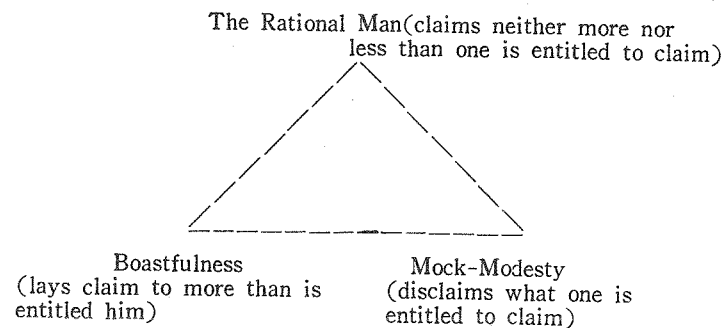 The Rational Man(claims neither more nor
less than one is entitled to claim)
Boastfulness
(lays claim to more than is
entitled him)
Mock-Modesty
(disclaims what one is
entitled to claim)